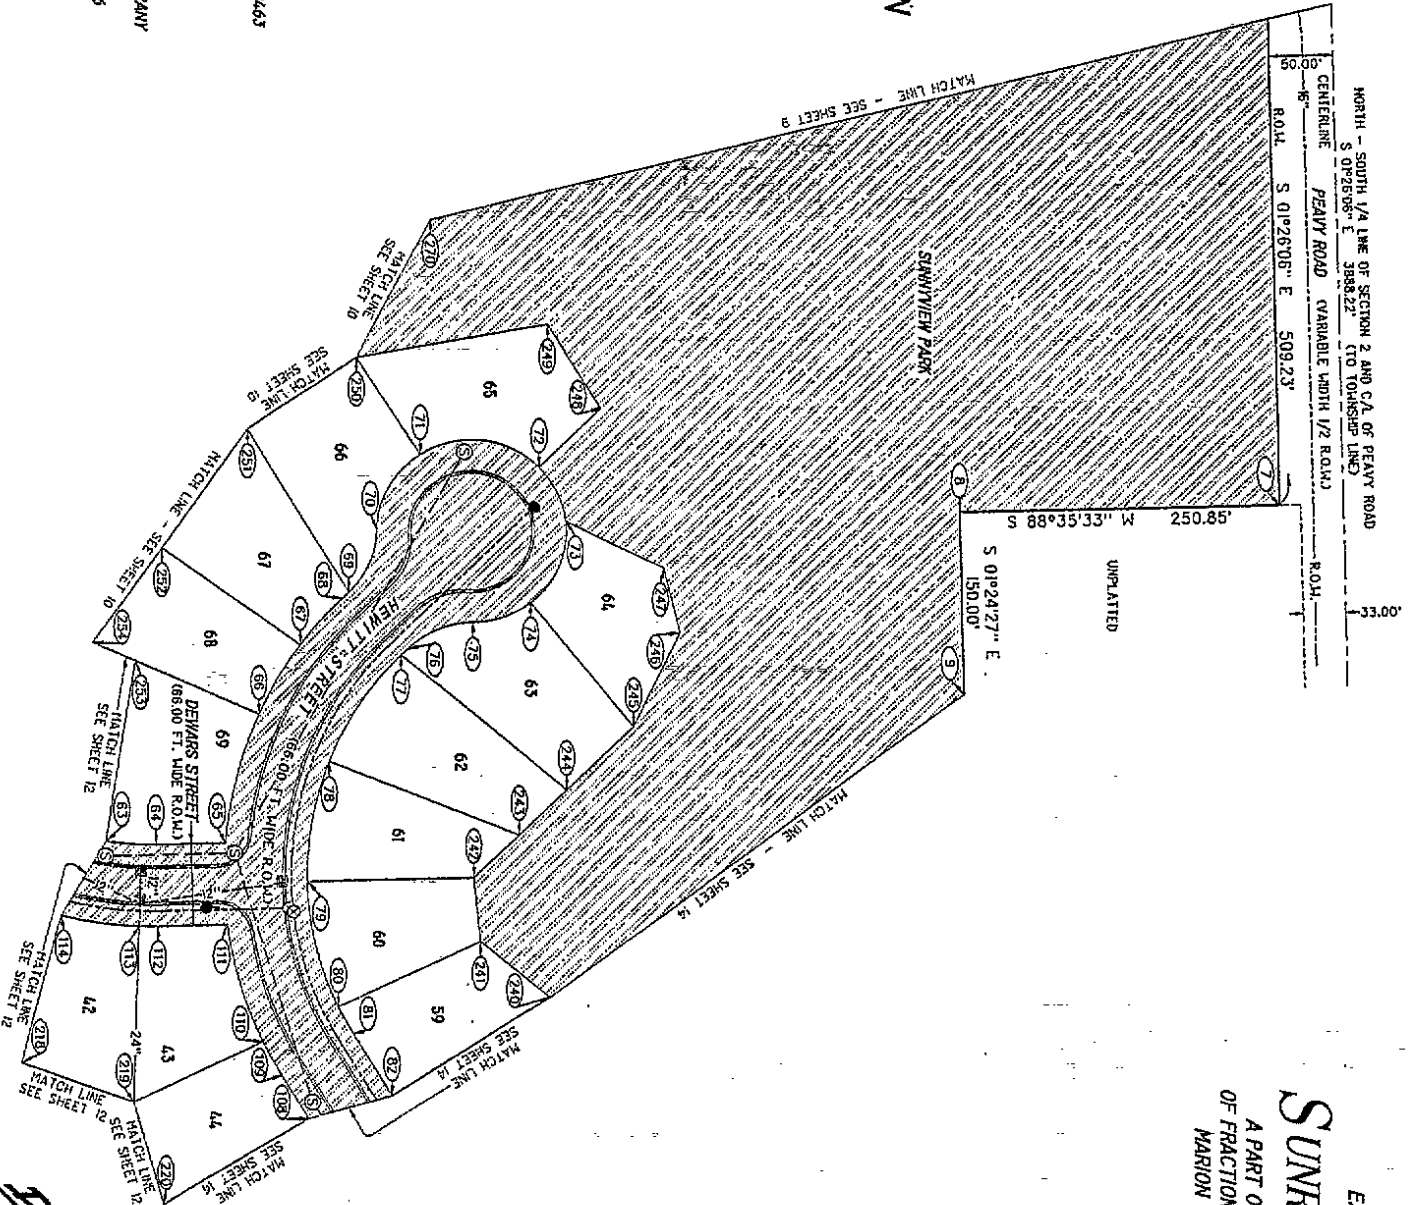 NORTH - SOUTH 1/4 LINE OF SECTION 2 AND C/L OF PEAVY ROAD
S 01°26'06" E 3888.22' (TO TOWNSHIP LINE)
CENTERLINE PEAVY ROAD (VARIABLE WIDTH 1/2 R.O.W.)
50.00'
16"
R.O.W. S 01°26'06" E 509.23'
R.O.W.
33.00'
7
8
S 88°35'33" W 250.85'
UNPLATTED
S 01°24'27" E
150.00'
9
MATCH LINE - SEE SHEET 9
SUNNYVIEW PARK
270
MATCH LINE
SEE SHEET 10
249
248
65
250
71
72
MATCH LINE
SEE SHEET 10
66
251
70
73
64
247
246
74
75
76
77
63
245
MATCH LINE - SEE SHEET 10
67
69
68
252
67
68
254
253
66
HEWITT STREET
(66.00 FT. WIDE R.O.W.)
62
244
78
61
243
242
MATCH LINE - SEE SHEET 14
MATCH LINE
SEE SHEET 12
DEWARS STREET
(66.00 FT. WIDE R.O.W.)
69
63
64
65
S
S
S
S
12"
79
60
80
81
241
240
59
82
MATCH LINE
SEE SHEET 14
114
113
112
111
110
109
108
42
43
44
24"
MATCH LINE
SEE SHEET 12
218
219
MATCH LINE
SEE SHEET 12
MATCH LINE
SEE SHEET 12
220
MATCH LINE
SEE SHEET 14
SUNR
A PART O
OF FRACTION
MARION
E
463
PANY